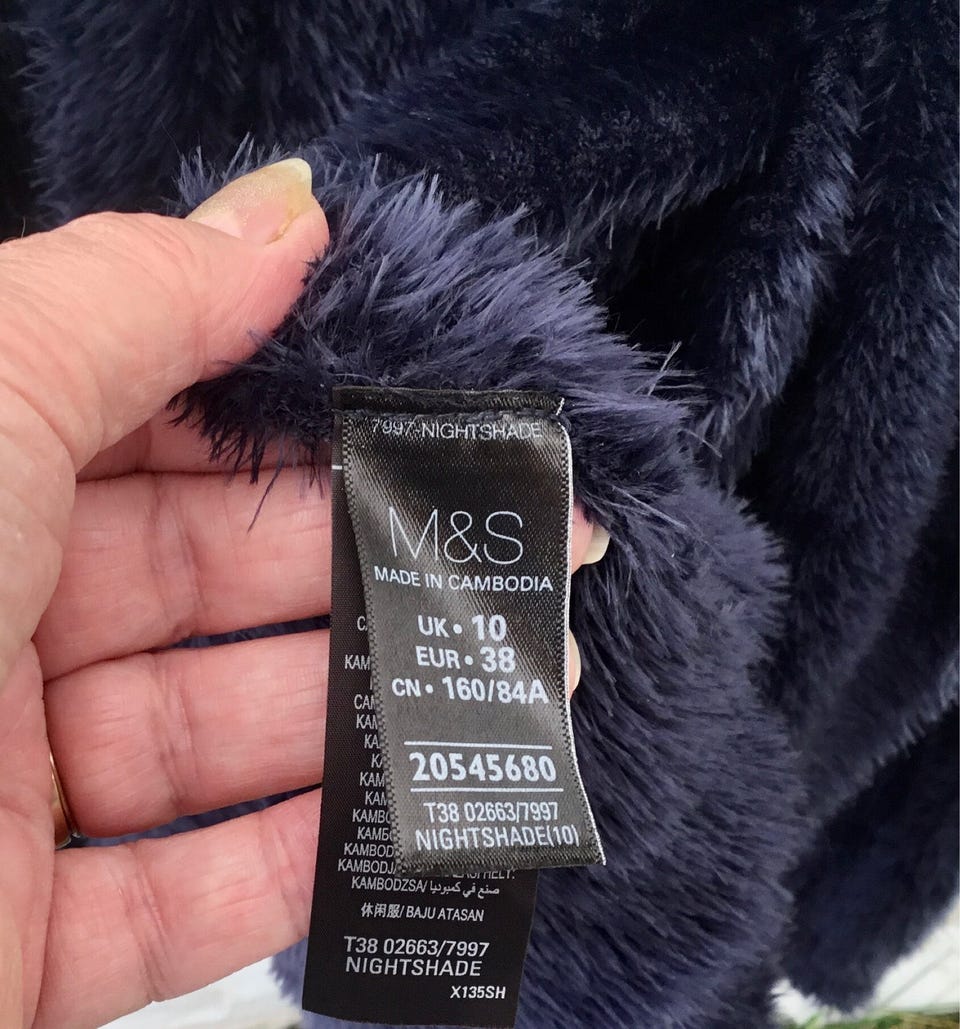 7997-NIGHTSHADE
M&S
MADE IN CAMBODIA
UK • 10
EUR • 38
CN • 160/84A
20545680
T38 02663/7997
NIGHTSHADE(10)
KAMBODZSA/ صنع في كمبوديا
休闲服/ BAJU ATASAN
T38 02663/7997
NIGHTSHADE
X135SH